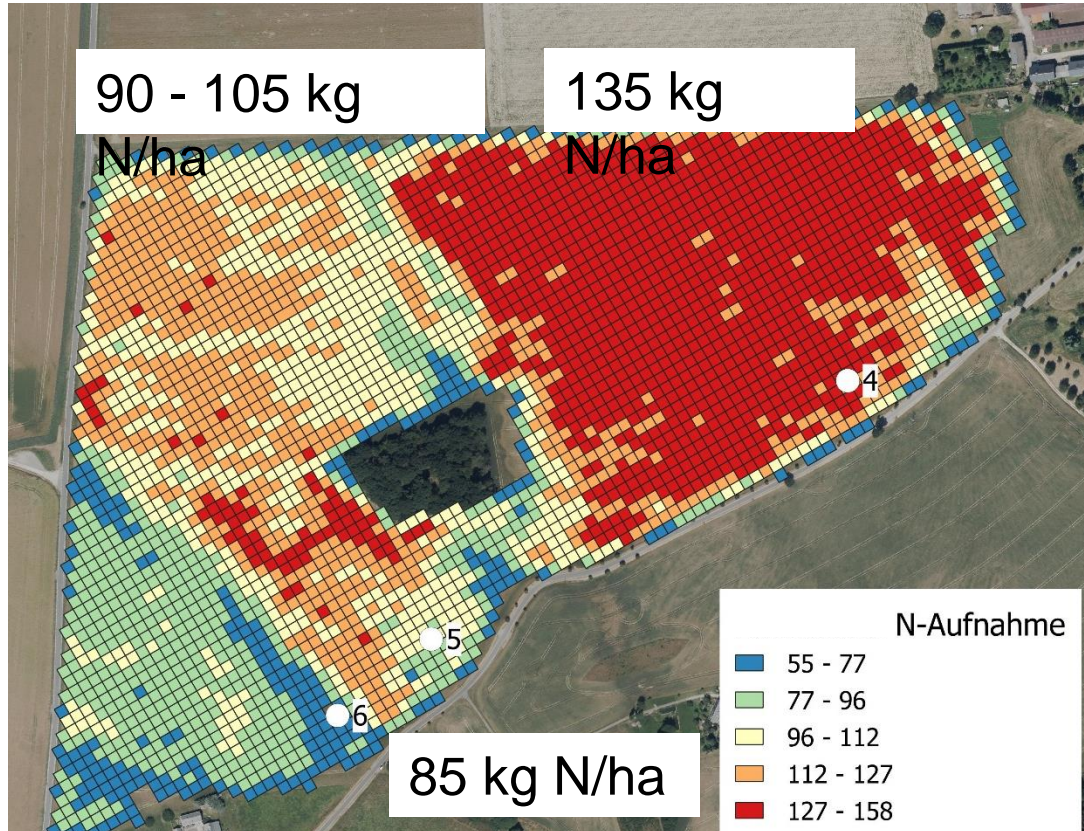 90 - 105 kg
N/ha
135 kg
N/ha
4
5
6
85 kg N/ha
N-Aufnahme
55 - 77
77 - 96
96 - 112
112 - 127
127 - 158